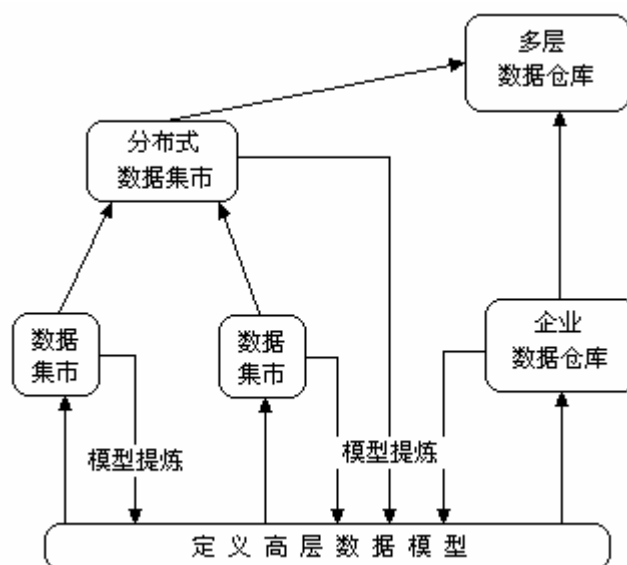 多层
数据仓库
分布式
数据集市
数据
集市
数据
集市
企业
数据仓库
模型提炼
模型提炼
定义高层数据模型